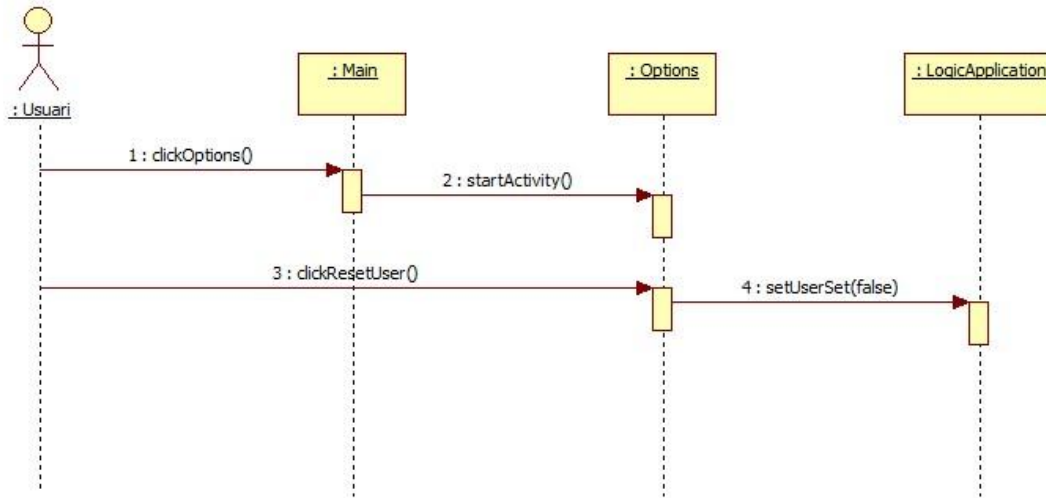 : Usuari
: Main
: Options
: LogicApplication
1 : clickOptions()
2 : startActivity()
3 : clickResetUser()
4 : setUserSet(false)